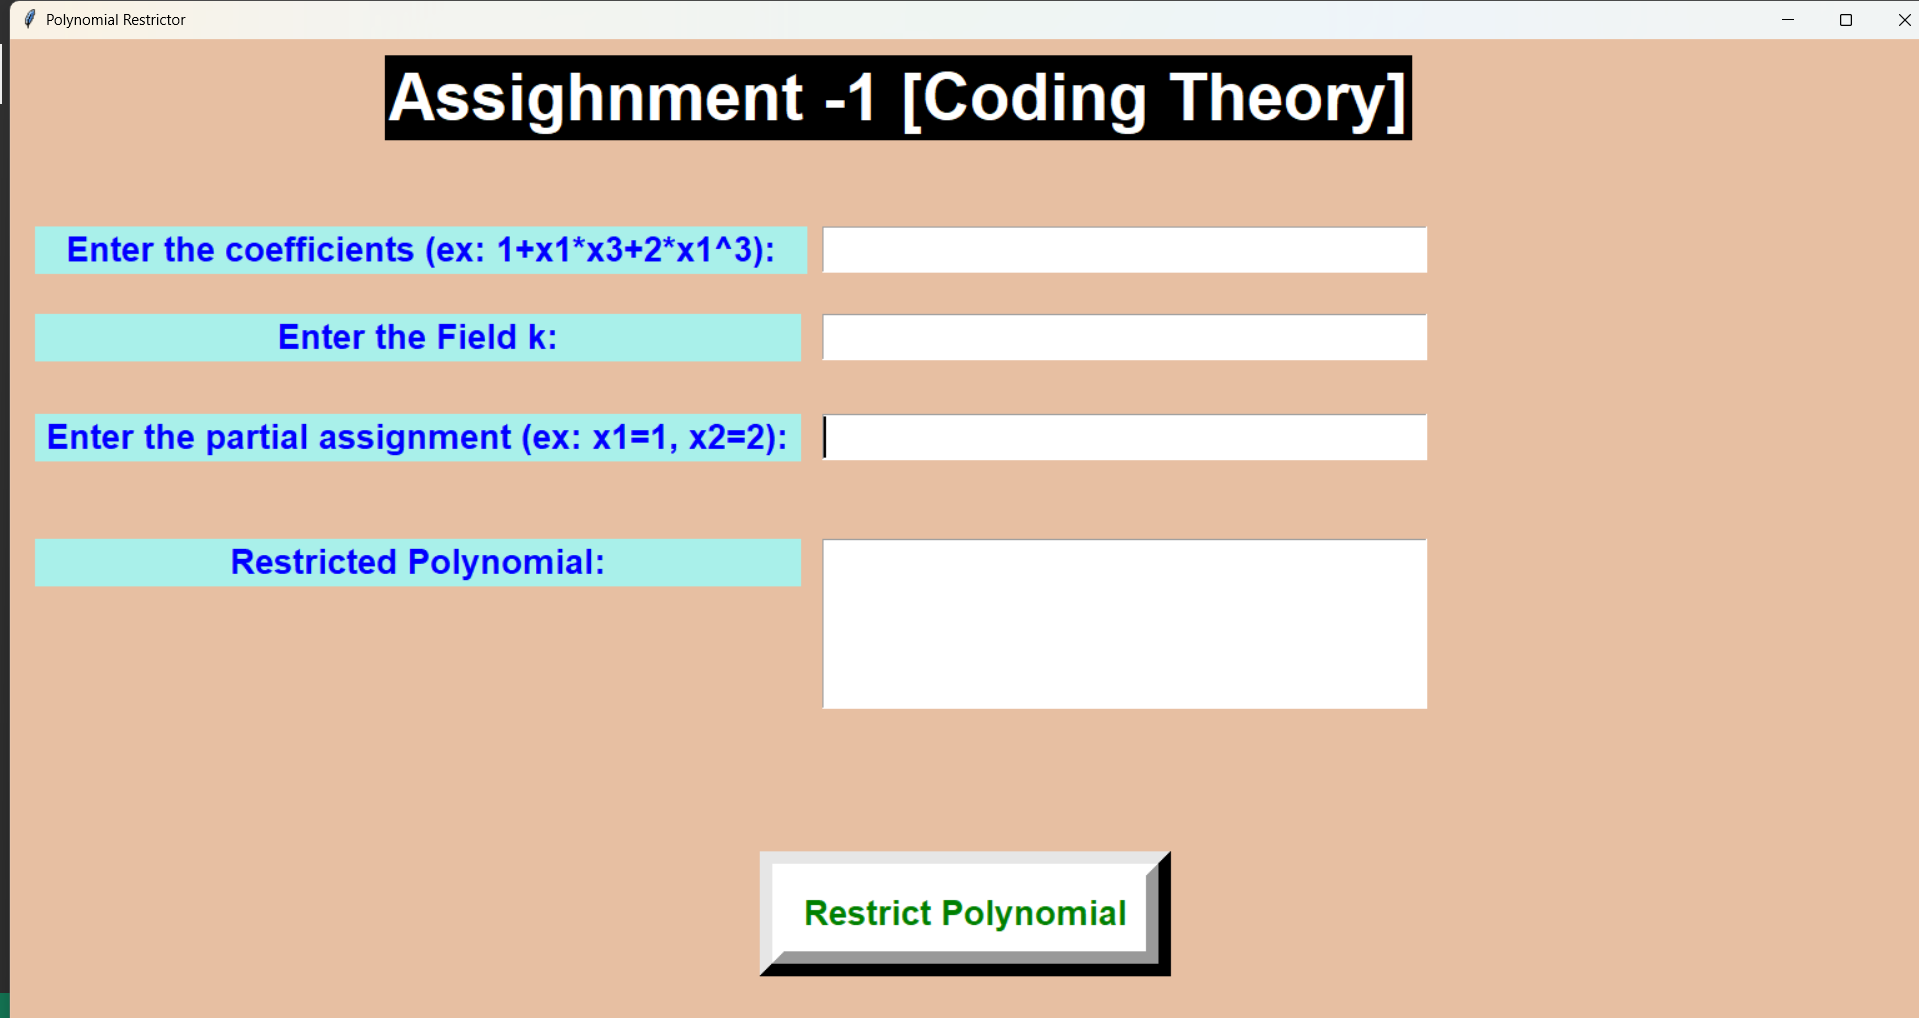 Polynomial Restrictor
Assighnment -1 [Coding Theory]
Enter the coefficients (ex: 1+x1*x3+2*x1^3):
Enter the Field k:
Enter the partial assignment (ex: x1=1, x2=2):
Restricted Polynomial:
Restrict Polynomial